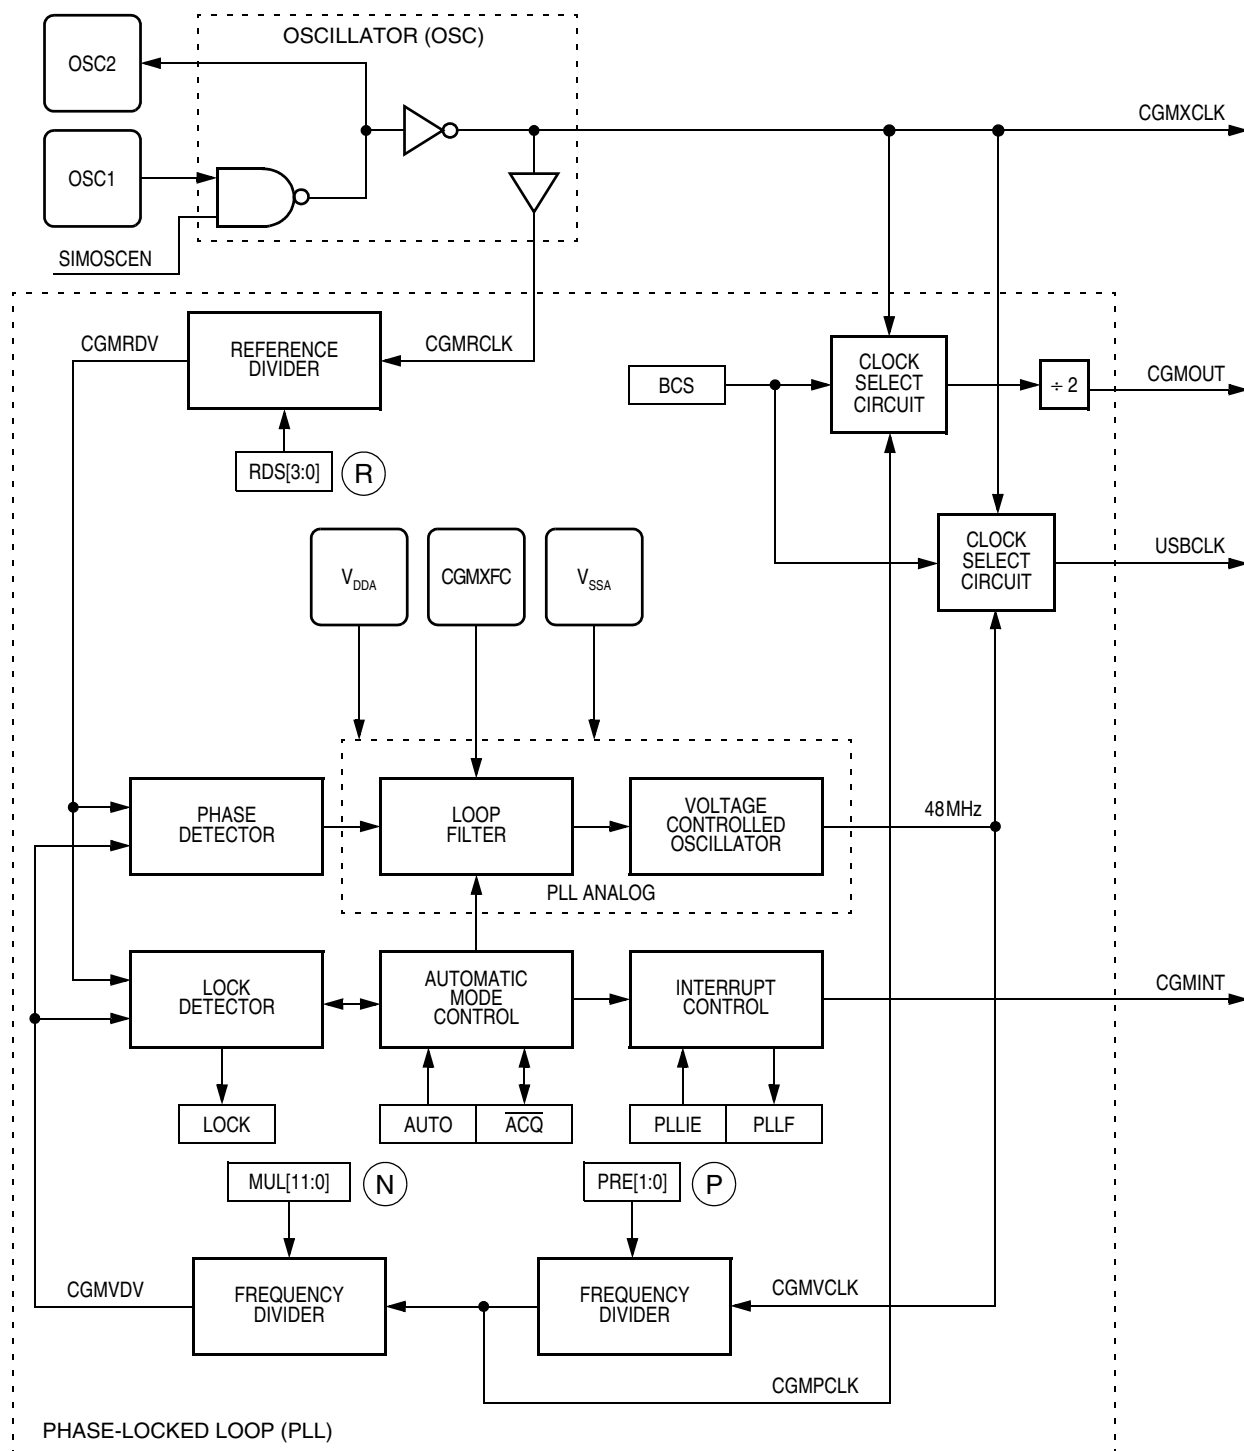 OSCILLATOR (OSC)
OSC2
CGMXCLK
OSC1
SIMOSCEN
CGMRDV
REFERENCE
DIVIDER
CGMRCLK
BCS
CLOCK
SELECT
CIRCUIT
÷ 2
CGMOUT
RDS[3:0]
R
CLOCK
SELECT
CIRCUIT
USBCLK
VDDA
CGMXFC
VSSA
PHASE
DETECTOR
LOOP
FILTER
VOLTAGE
CONTROLLED
OSCILLATOR
48MHz
PLL ANALOG
LOCK
DETECTOR
AUTOMATIC
MODE
CONTROL
INTERRUPT
CONTROL
CGMINT
LOCK
AUTO
ACQ
PLLIE
PLLF
MUL[11:0]
N
PRE[1:0]
P
CGMVDV
FREQUENCY
DIVIDER
FREQUENCY
DIVIDER
CGMVCLK
CGMPCLK
PHASE-LOCKED LOOP (PLL)